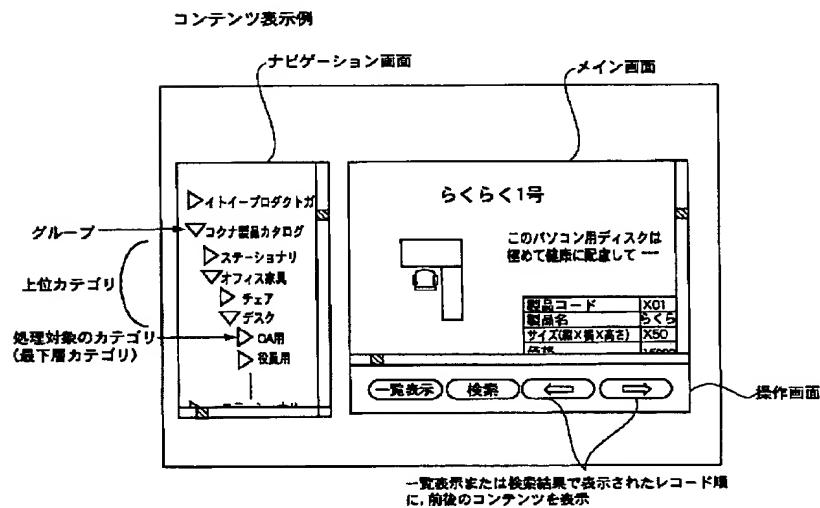 コンテンツ表示例
ナビゲーション画面
メイン画面
イトイープロダクトガ
グループ
コクナ製品カタログ
上位カテゴリ
ステーショナリ
オフィス家具
チェア
デスク
処理対象のカテゴリ
(最下層カテゴリ)
OA用
役員用
らくらく1号
このパソコン用ディスクは
極めて健康に配慮して
製品コード X01
製品名 らくら
サイズ(縦×横×高さ) X50
一覧表示 検索 ⇦ ⇨
操作画面
一覧表示または検索結果で表示されたレコード順
に,前後のコンテンツを表示